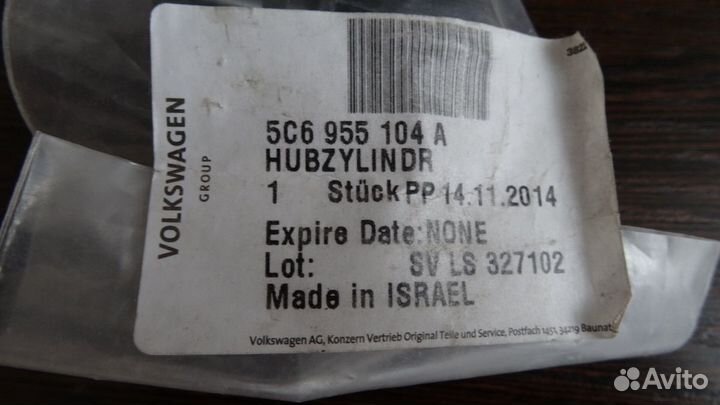 VOLKSWAGEN
GROUP
3822
5C6 955 104 A
HUBZYLINDR
1 Stück PP 14.11.2014
Expire Date:NONE
Lot: SV LS 327102
Made in ISRAEL
Volkswagen AG, Konzern Vertrieb Original Teile und Service, Postfach 1451, 34219 Baunat
Avito